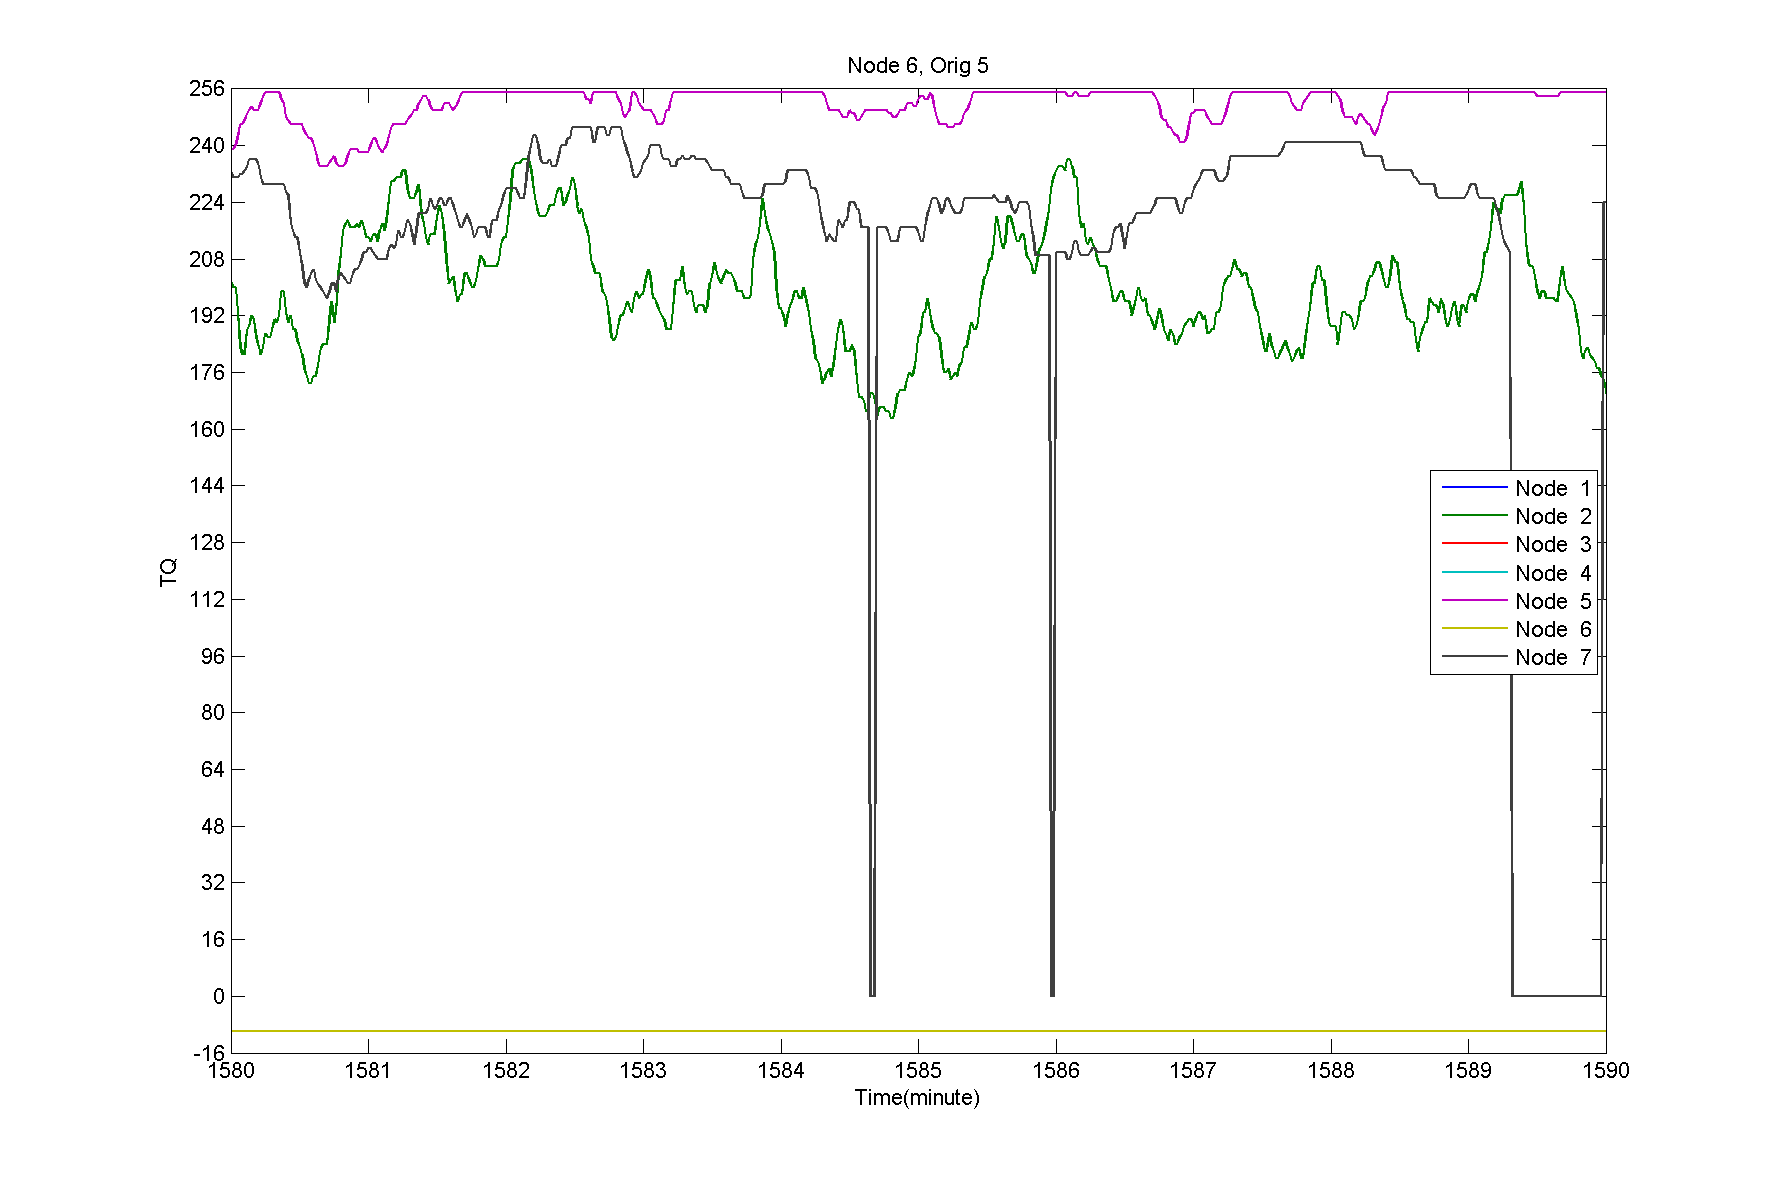 Node 6, Orig 5
256
240
224
208
192
176
160
144
128
112
96
80
64
48
32
16
0
-16
TQ
1580 1581 1582 1583 1584 1585 1586 1587 1588 1589 1590
Time(minute)
Node 1
Node 2
Node 3
Node 4
Node 5
Node 6
Node 7